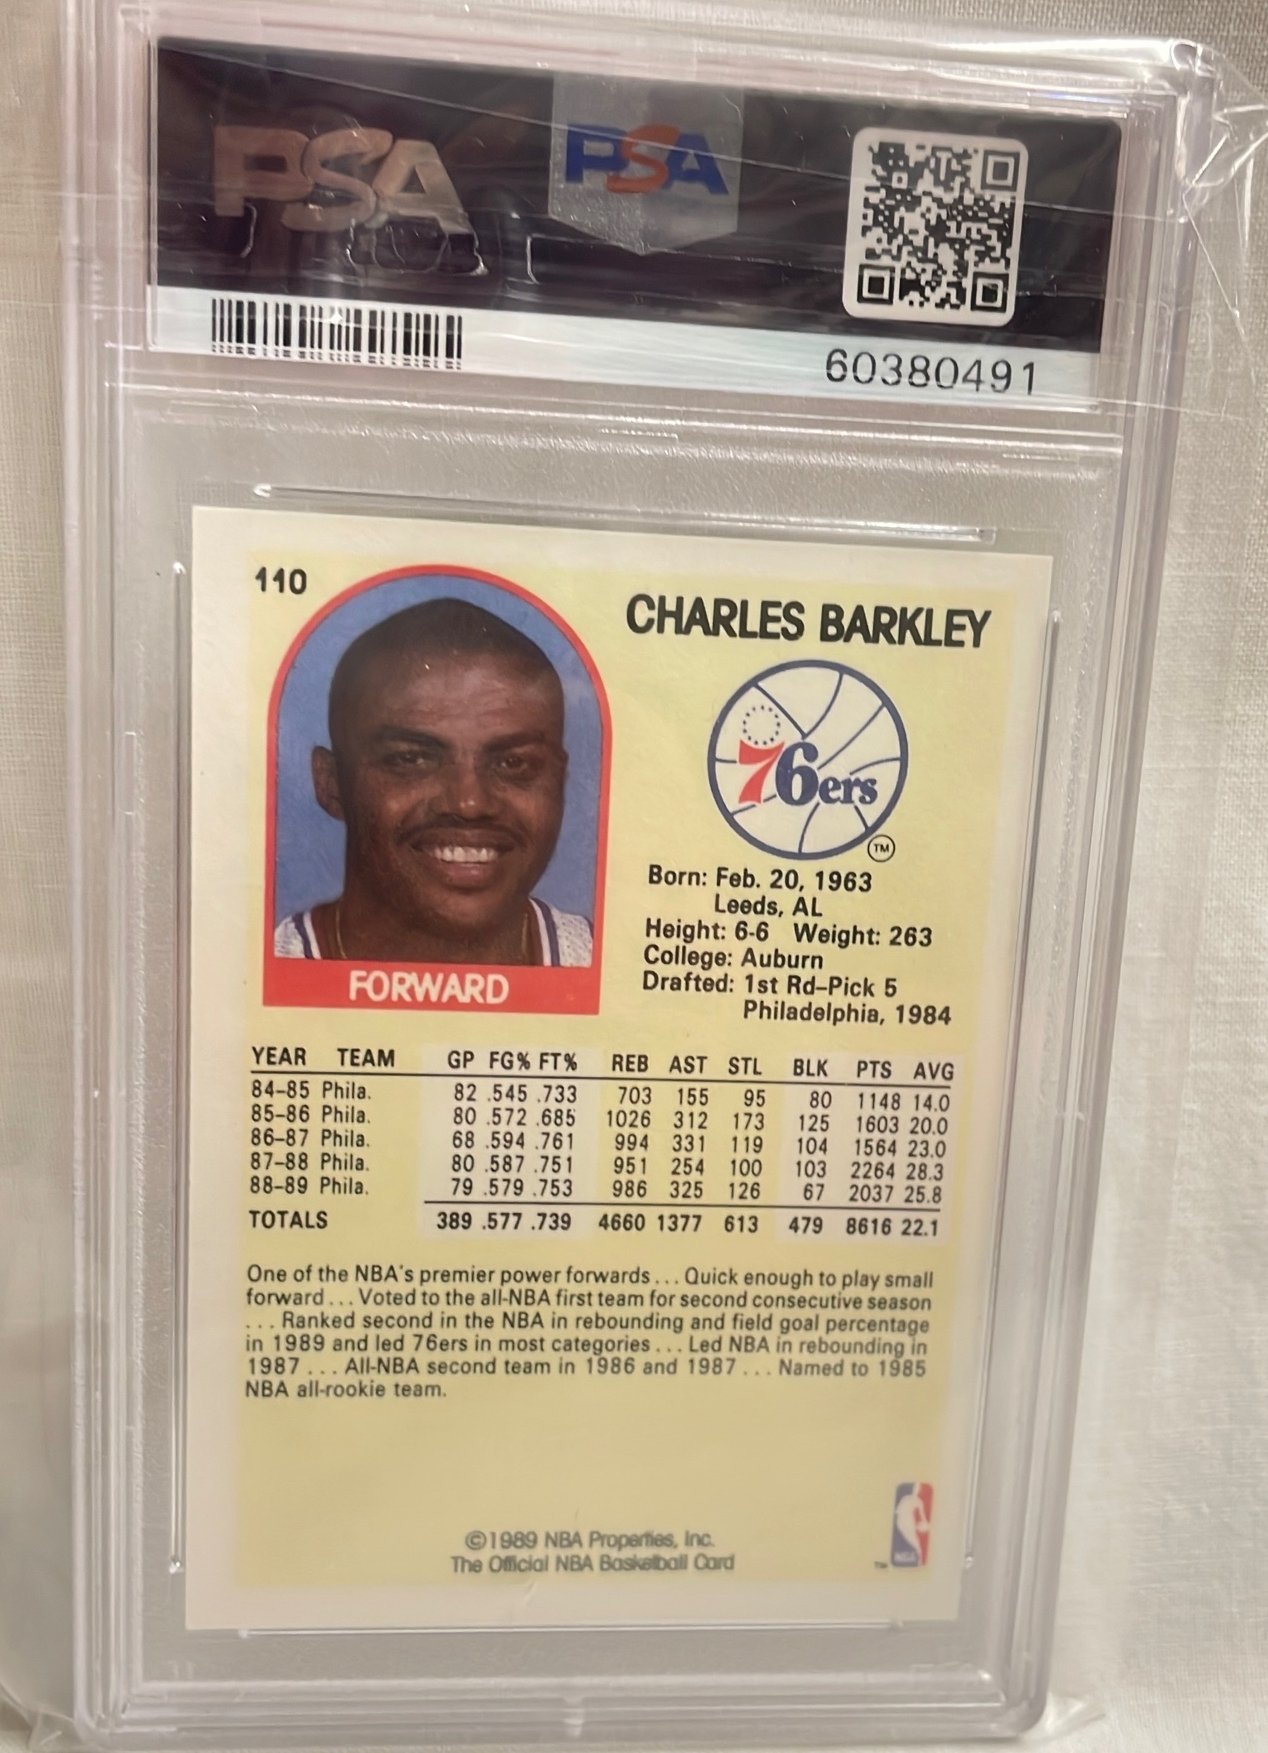 PSA
PSA
60380491
110
CHARLES BARKLEY
76ers
TM
Born: Feb. 20, 1963
Leeds, AL
Height: 6-6 Weight: 263
College: Auburn
Drafted: 1st Rd-Pick 5
Philadelphia, 1984
FORWARD
YEAR TEAM GP FG% FT% REB AST STL BLK PTS AVG
84-85 Phila. 82 .545 .733 703 155 95 80 1148 14.0
85-86 Phila. 80 .572 .685 1026 312 173 125 1603 20.0
86-87 Phila. 68 .594 .761 994 331 119 104 1564 23.0
87-88 Phila. 80 .587 .751 951 254 100 103 2264 28.3
88-89 Phila. 79 .579 .753 986 325 126 67 2037 25.8
TOTALS 389 .577 .739 4660 1377 613 479 8616 22.1
One of the NBA's premier power forwards... Quick enough to play small
forward... Voted to the all-NBA first team for second consecutive season
... Ranked second in the NBA in rebounding and field goal percentage
in 1989 and led 76ers in most categories... Led NBA in rebounding in
1987... All-NBA second team in 1986 and 1987... Named to 1985
NBA all-rookie team.
©1989 NBA Properties, Inc.
The Official NBA Basketball Card
TM
NBA